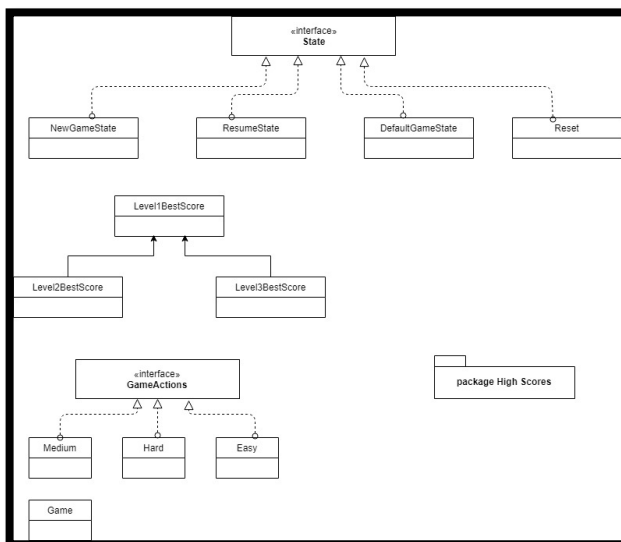 «interface»
State
NewGameState
ResumeState
DefaultGameState
Reset
Level1BestScore
Level2BestScore
Level3BestScore
«interface»
GameActions
package High Scores
Medium
Hard
Easy
Game